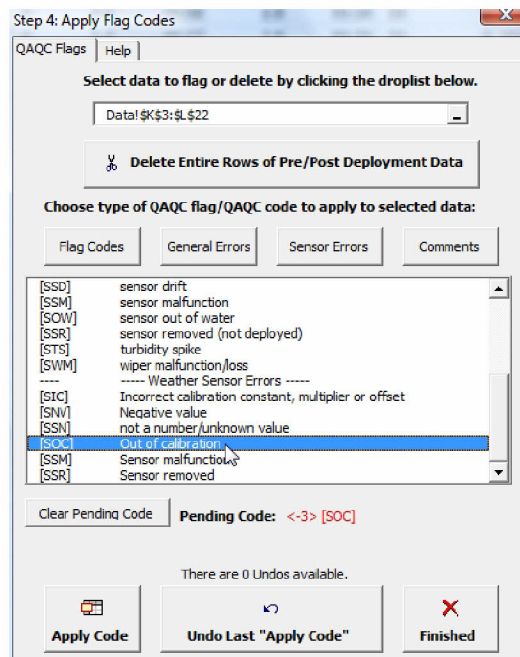 Step 4: Apply Flag Codes
QAQC Flags Help
Select data to flag or delete by clicking the droplist below.
Data!$K$3:$L$22
Delete Entire Rows of Pre/Post Deployment Data
Choose type of QAQC flag/QAQC code to apply to selected data:
Flag Codes General Errors Sensor Errors Comments
[SSD] sensor drift
[SSM] sensor malfunction
[SOW] sensor out of water
[SSR] sensor removed (not deployed)
[STS] turbidity spike
[SWM] wiper malfunction/loss
---- ----- Weather Sensor Errors -----
[SIC] Incorrect calibration constant, multiplier or offset
[SNV] Negative value
[SSN] not a number/unknown value
[SOC] Out of calibration
[SSM] Sensor malfunction
[SSR] Sensor removed
Clear Pending Code Pending Code: <-3> [SOC]
There are 0 Undos available.
Apply Code Undo Last "Apply Code" Finished